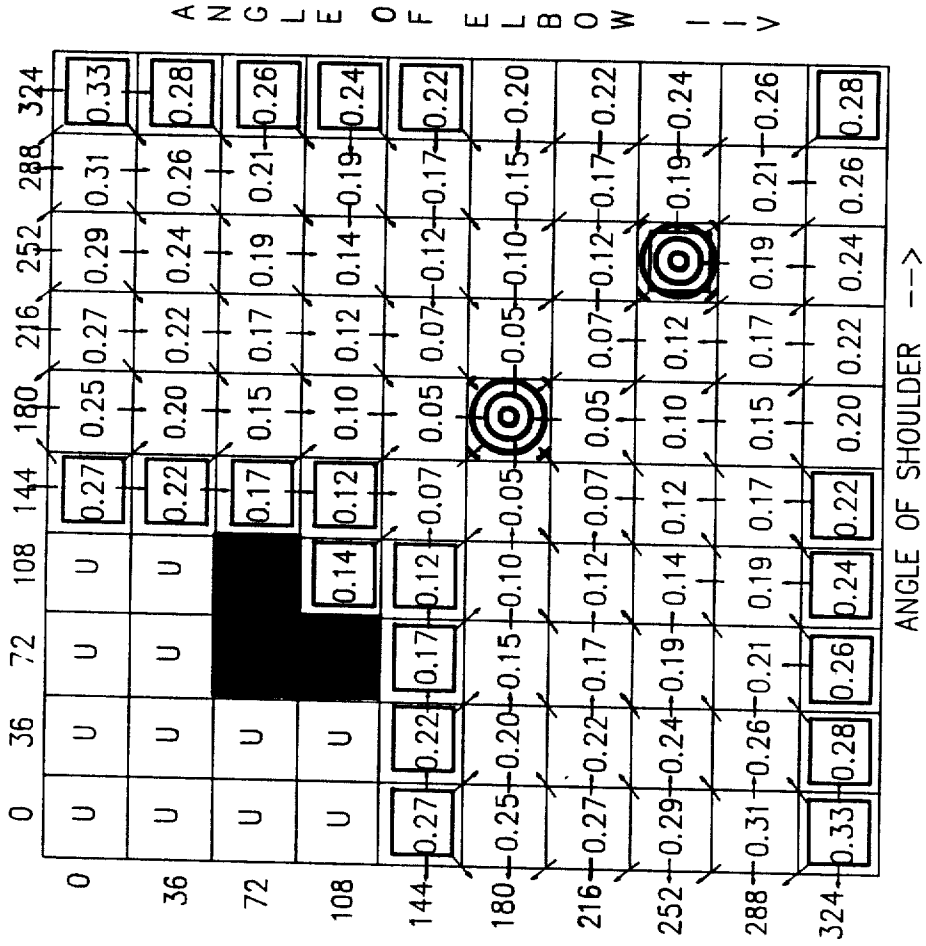 0 36 72 108 144 180 216 252 288 324
0 U U U U 0.27 0.25 0.27 0.29 0.31 0.33
36 U U U U 0.22 0.20 0.22 0.24 0.26 0.28
72 U U 0.17 0.15 0.17 0.19 0.21 0.26
108 U U 0.14 0.12 0.10 0.12 0.14 0.19 0.24
144 0.27 0.22 0.17 0.12 0.07 0.05 0.07 0.12 0.17 0.22
180 0.25 0.20 0.15 0.10 0.05 0.05 0.10 0.15 0.20
216 0.27 0.22 0.17 0.12 0.07 0.05 0.07 0.12 0.17 0.22
252 0.29 0.24 0.19 0.14 0.12 0.10 0.12 0.19 0.24
288 0.31 0.26 0.21 0.19 0.17 0.15 0.17 0.19 0.21 0.26
324 0.33 0.28 0.26 0.24 0.22 0.20 0.22 0.24 0.26 0.28
ANGLE OF ELBOW | | V
ANGLE OF SHOULDER -->